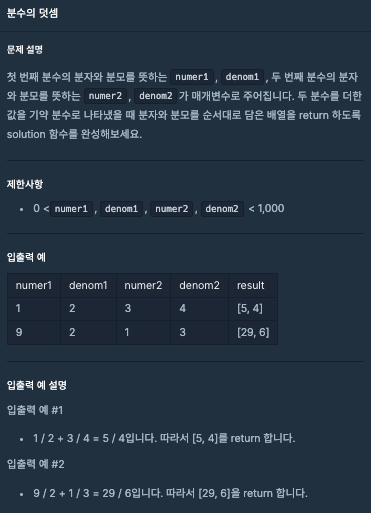 분수의 덧셈
문제 설명
첫 번째 분수의 분자와 분모를 뜻하는 numer1 , denom1 , 두 번째 분수의 분자
와 분모를 뜻하는 numer2 , denom2 가 매개변수로 주어집니다. 두 분수를 더한
값을 기약 분수로 나타냈을 때 분자와 분모를 순서대로 담은 배열을 return 하도록
solution 함수를 완성해보세요.
제한사항
• 0 < numer1 , denom1 , numer2 , denom2 < 1,000
입출력 예
numer1 denom1 numer2 denom2 result
1 2 3 4 [5, 4]
9 2 1 3 [29, 6]
입출력 예 설명
입출력 예 #1
• 1 / 2 + 3 / 4 = 5 / 4입니다. 따라서 [5, 4]를 return 합니다.
입출력 예 #2
• 9 / 2 + 1 / 3 = 29 / 6입니다. 따라서 [29, 6]을 return 합니다.